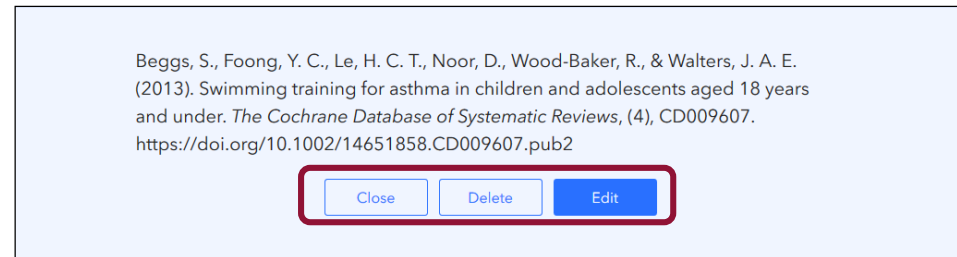 Beggs, S., Foong, Y. C., Le, H. C. T., Noor, D., Wood-Baker, R., & Walters, J. A. E.
(2013). Swimming training for asthma in children and adolescents aged 18 years
and under. The Cochrane Database of Systematic Reviews, (4), CD009607.
https://doi.org/10.1002/14651858.CD009607.pub2
Close Delete Edit